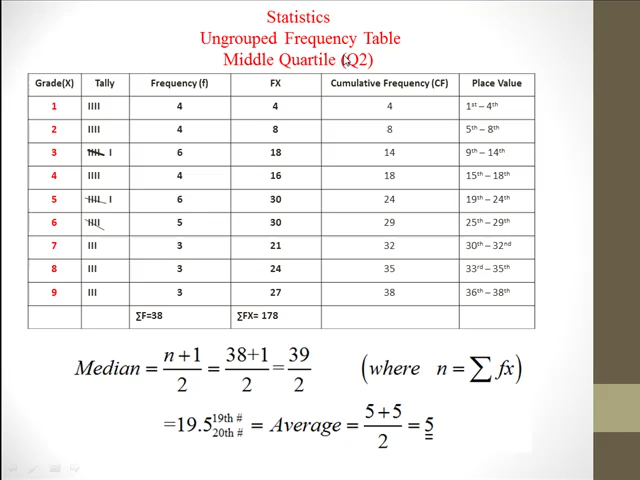 Statistics
Ungrouped Frequency Table
Middle Quartile (Q2)
Grade(X) Tally Frequency (f) FX Cumulative Frequency (CF) Place Value
1 IIII 4 4 4 1st – 4th
2 IIII 4 8 8 5th – 8th
3 IIII I 6 18 14 9th – 14th
4 IIII 4 16 18 15th – 18th
5 IIII I 6 30 24 19th – 24th
6 IIII 5 30 29 25th – 29th
7 III 3 21 32 30th – 32nd
8 III 3 24 35 33rd – 35th
9 III 3 27 38 36th – 38th
∑F=38 ∑FX= 178
Median = (n+1)/2 = (38+1)/2 = 39/2 (where n = ∑ fx)
=19.5 19th # 20th # = Average = (5+5)/2 = 5